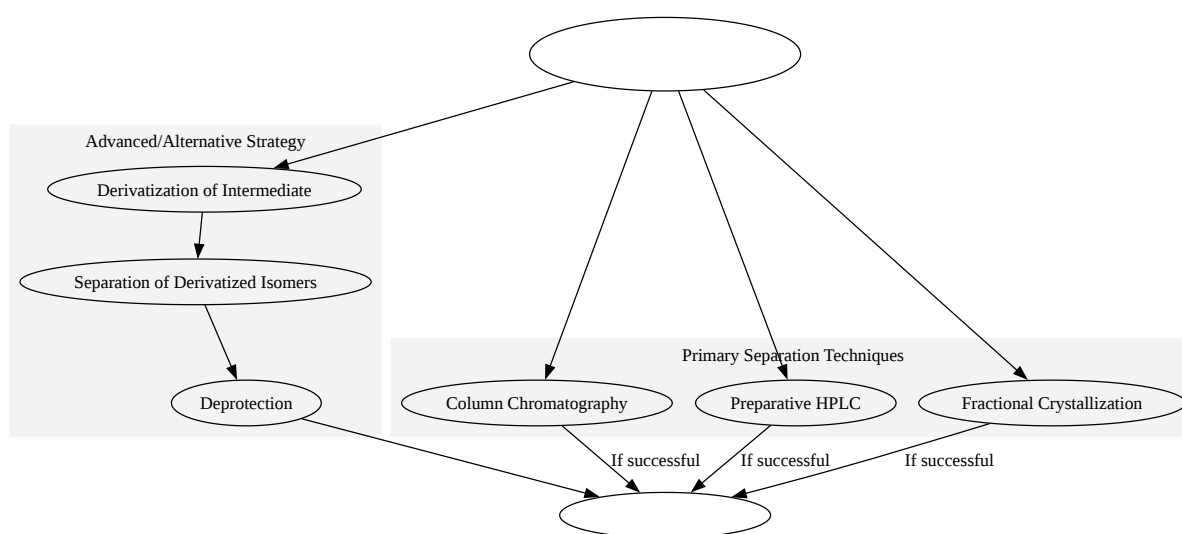 Advanced/Alternative Strategy
Derivatization of Intermediate
Separation of Derivatized Isomers
Deprotection
Primary Separation Techniques
Column Chromatography
Preparative HPLC
Fractional Crystallization
If successful
If successful
If successful